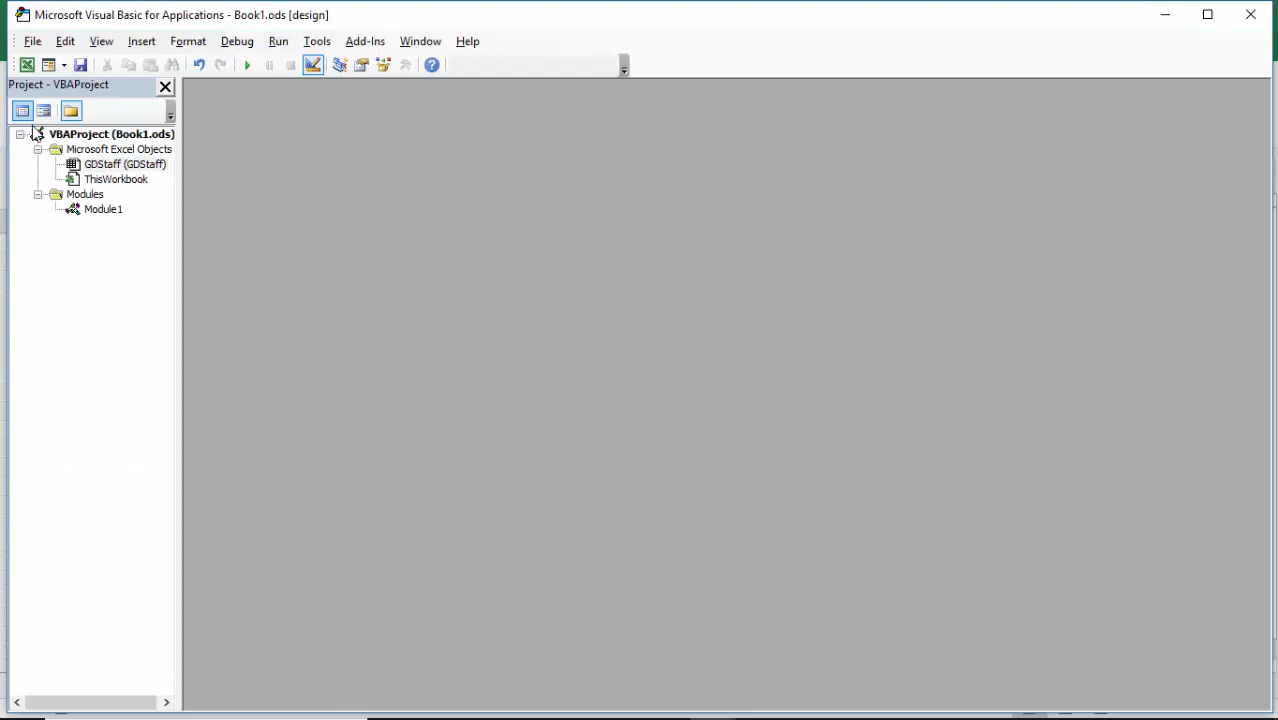 Microsoft Visual Basic for Applications - Book1.ods [design]
File Edit View Insert Format Debug Run Tools Add-Ins Window Help
Project - VBAProject
VBAProject (Book1.ods)
Microsoft Excel Objects
GDStaff (GDStaff)
ThisWorkbook
Modules
Module1